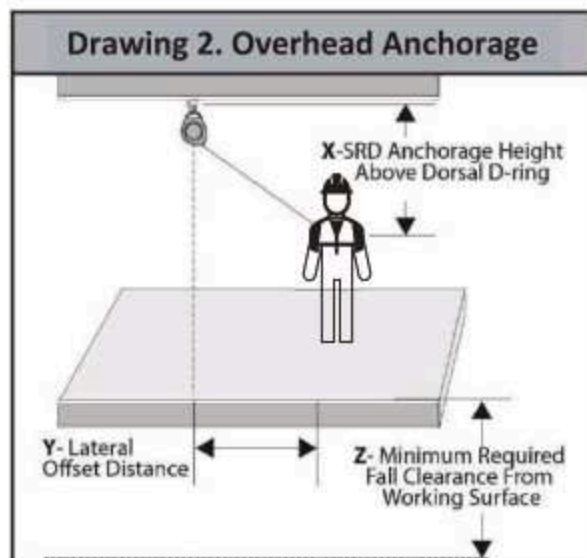 Drawing 2. Overhead Anchorage
X-SRD Anchorage Height
Above Dorsal D-ring
Y- Lateral
Offset Distance
Z- Minimum Required
Fall Clearance From
Working Surface